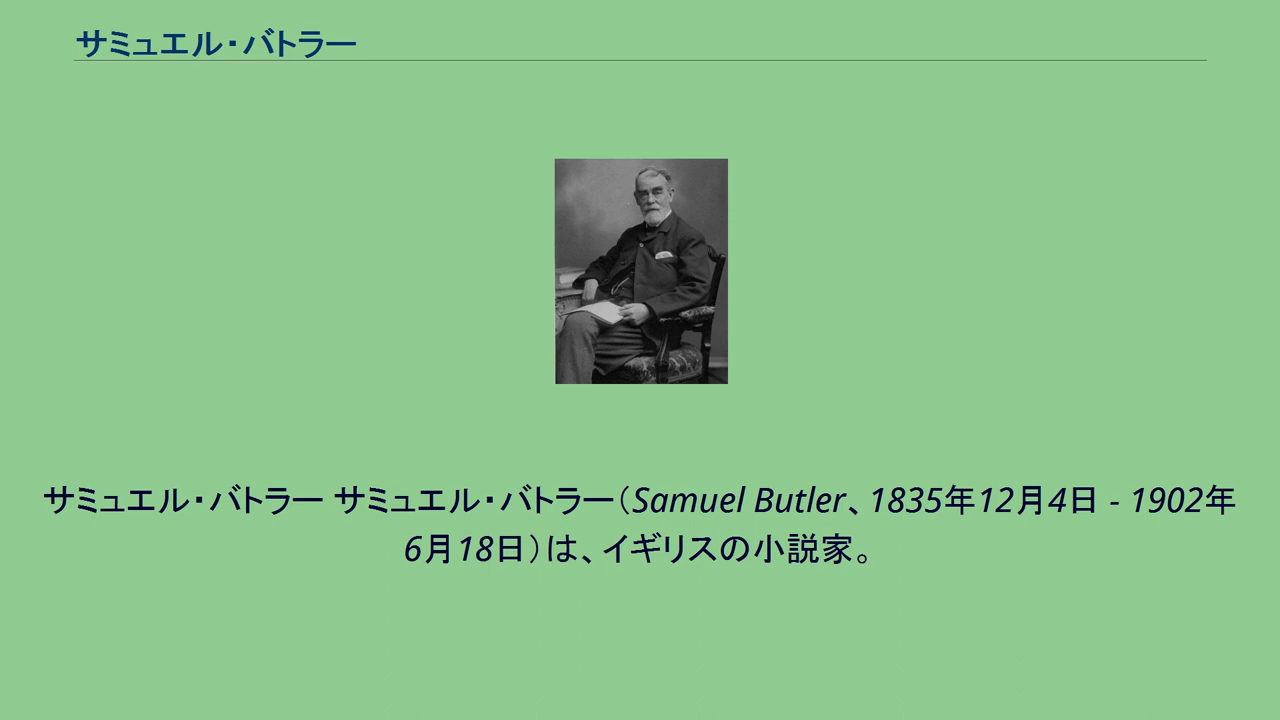 サミュエル・バトラー
サミュエル・バトラー サミュエル・バトラー（Samuel Butler、1835年12月4日 - 1902年
6月18日）は、イギリスの小説家。